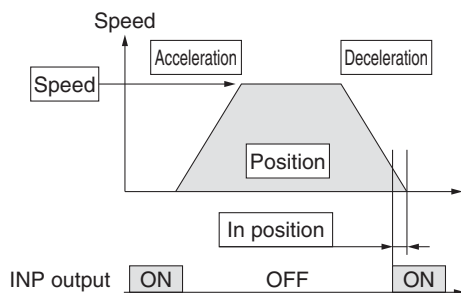 Speed
Acceleration
Deceleration
Speed
Position
In position
INP output
ON
OFF
ON